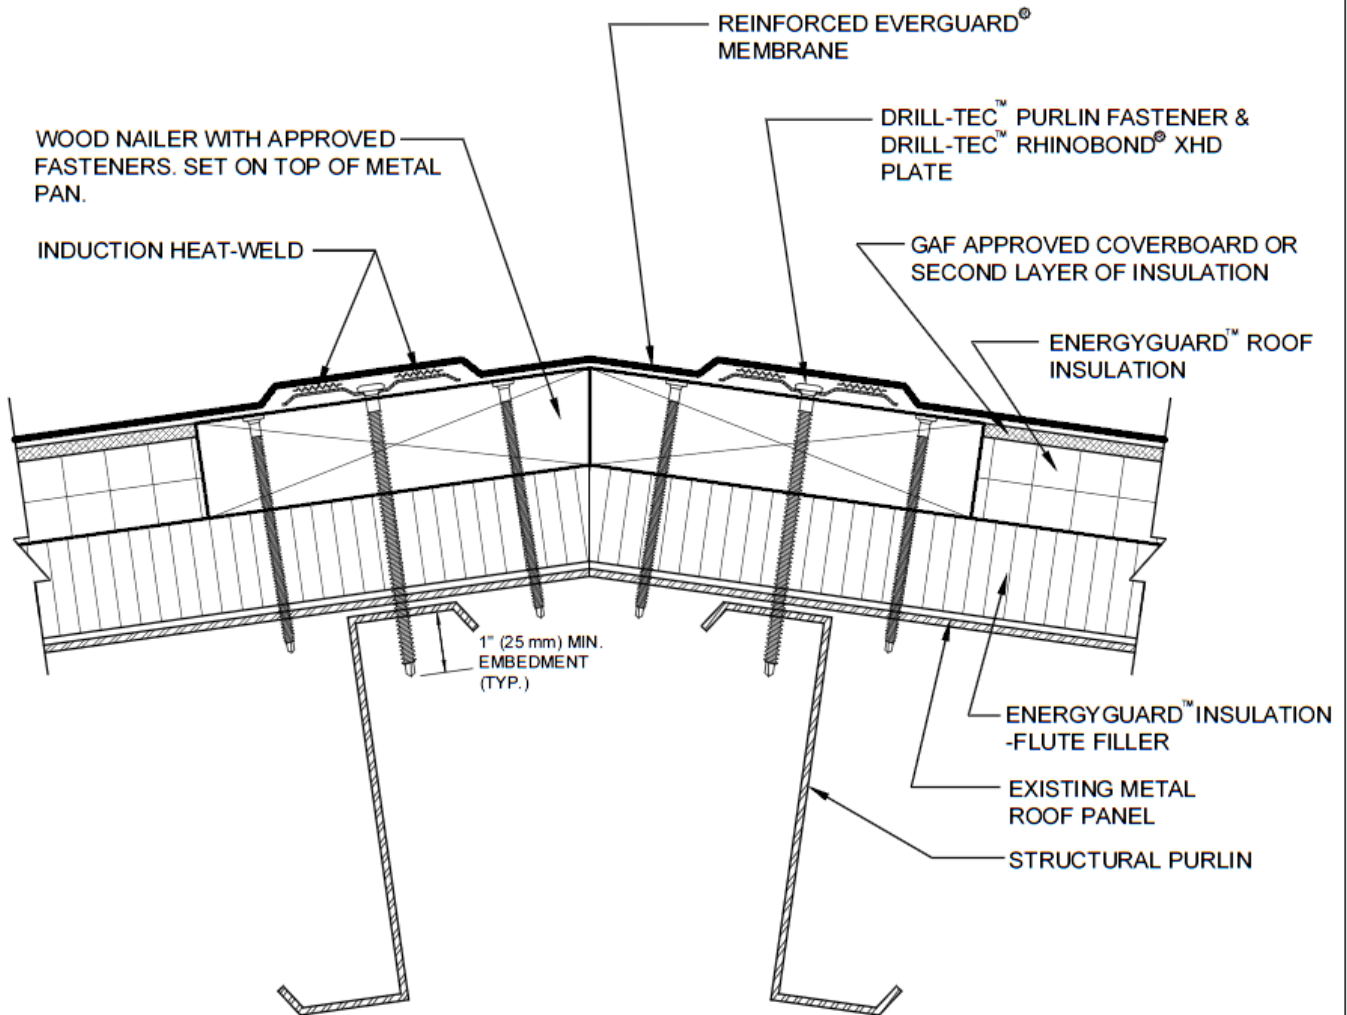 REINFORCED EVERGUARD®
MEMBRANE
DRILL-TEC™ PURLIN FASTENER &
DRILL-TEC™ RHINOBOND® XHD
PLATE
WOOD NAILER WITH APPROVED
FASTENERS. SET ON TOP OF METAL
PAN.
INDUCTION HEAT-WELD
GAF APPROVED COVERBOARD OR
SECOND LAYER OF INSULATION
ENERGYGUARD™ ROOF
INSULATION
1" (25 mm) MIN.
EMBEDMENT
(TYP.)
ENERGYGUARD™ INSULATION
-FLUTE FILLER
EXISTING METAL
ROOF PANEL
STRUCTURAL PURLIN